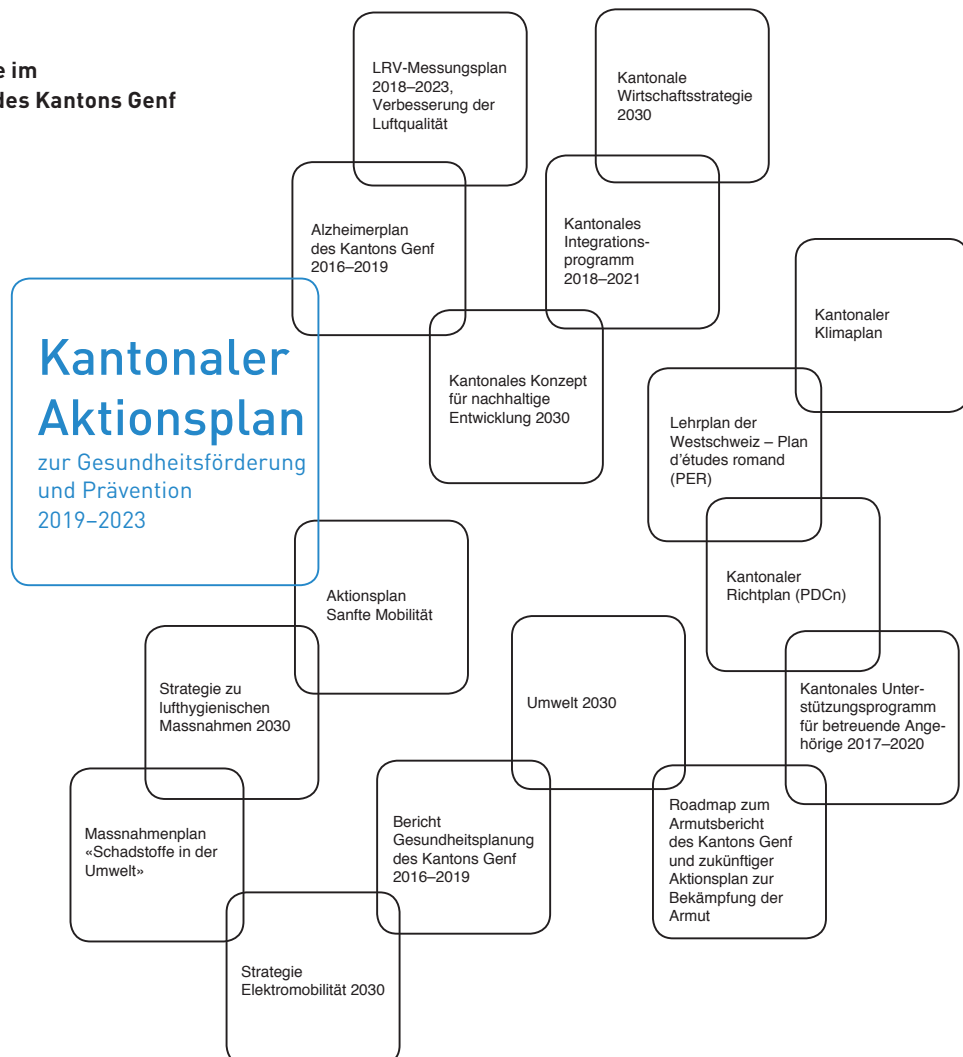 e im
des Kantons Genf
LRV-Messungsplan
2018–2023,
Verbesserung der
Luftqualität
Kantonale
Wirtschaftsstrategie
2030
Alzheimerplan
des Kantons Genf
2016–2019
Kantonales
Integrations-
programm
2018–2021
Kantonaler
Klimaplan
Kantonaler
Aktionsplan
zur Gesundheitsförderung
und Prävention
2019–2023
Kantonales Konzept
für nachhaltige
Entwicklung 2030
Lehrplan der
Westschweiz – Plan
d'études romand
(PER)
Kantonaler
Richtplan (PDCn)
Aktionsplan
Sanfte Mobilität
Strategie zu
lufthygienischen
Massnahmen 2030
Umwelt 2030
Kantonales Unter-
stützungsprogramm
für betreuende Ange-
hörige 2017–2020
Massnahmenplan
«Schadstoffe in der
Umwelt»
Bericht
Gesundheitsplanung
des Kantons Genf
2016–2019
Roadmap zum
Armutsbericht
des Kantons Genf
und zukünftiger
Aktionsplan zur
Bekämpfung der
Armut
Strategie
Elektromobilität 2030